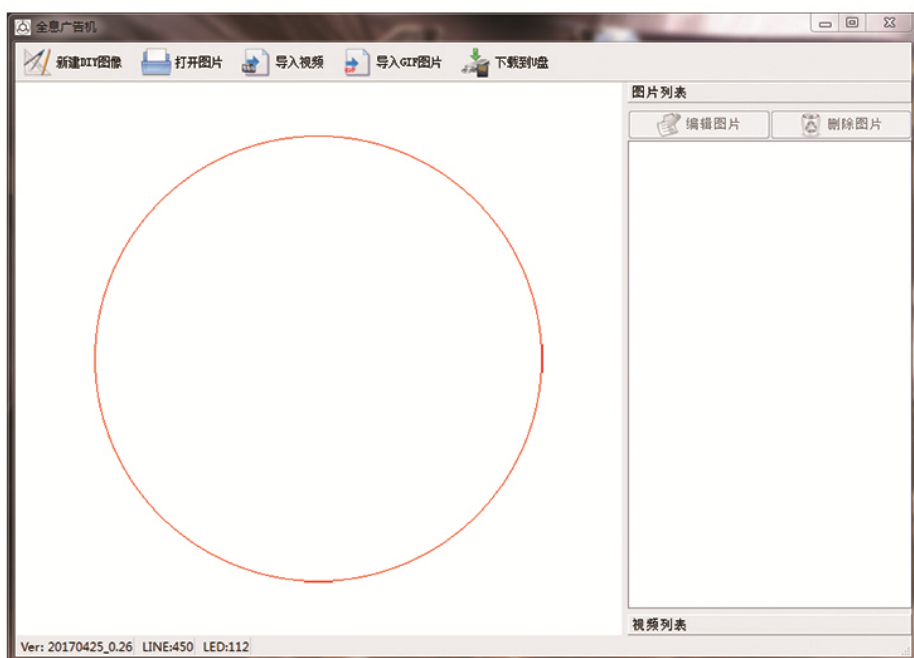 全息广告机
新建DIY图像 打开图片 导入视频 导入GIF图片 下载到U盘
图片列表
编辑图片 删除图片
视频列表
Ver: 20170425_0.26 LINE:450 LED:112